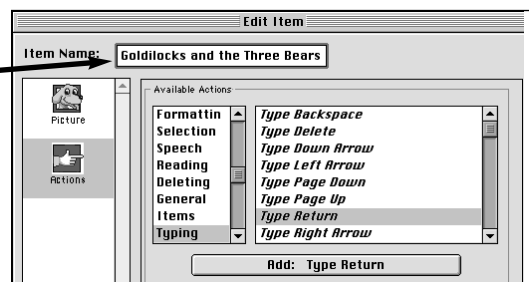 Edit Item
Item Name: Goldilocks and the Three Bears
Picture
Actions
Available Actions
Formattin
Selection
Speech
Reading
Deleting
General
Items
Typing
Type Backspace
Type Delete
Type Down Arrow
Type Left Arrow
Type Page Down
Type Page Up
Type Return
Type Right Arrow
Add: Type Return